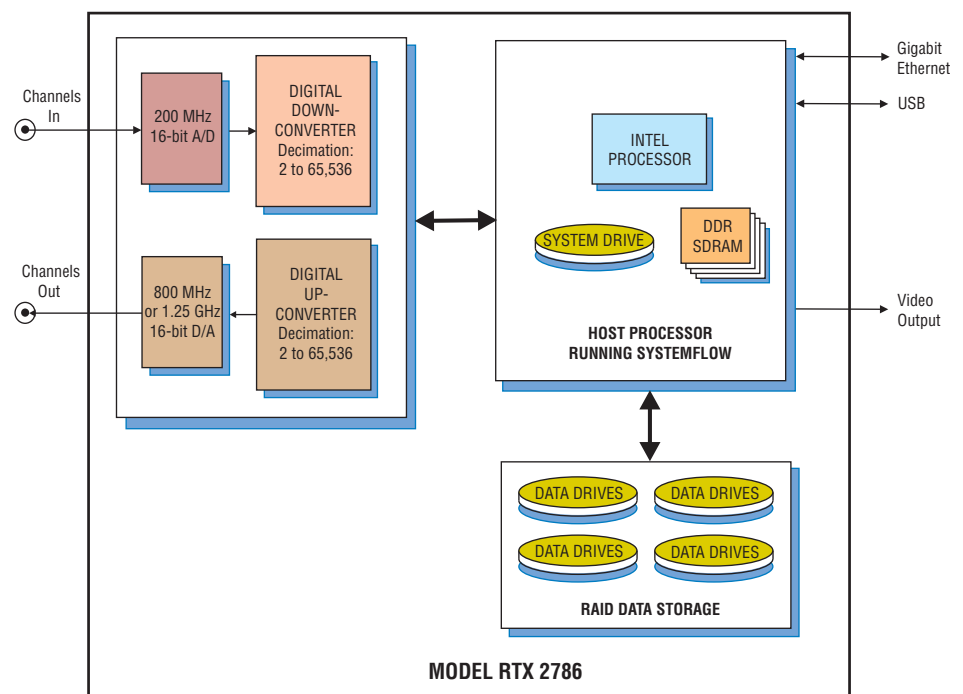 Channels
In
200 MHz
16-bit A/D
DIGITAL
DOWN-
CONVERTER
Decimation:
2 to 65,536
Channels
Out
800 MHz
or 1.25 GHz
16-bit D/A
DIGITAL
UP-
CONVERTER
Decimation:
2 to 65,536
INTEL
PROCESSOR
SYSTEM DRIVE
DDR
SDRAM
HOST PROCESSOR
RUNNING SYSTEMFLOW
Gigabit
Ethernet
USB
Video
Output
DATA DRIVES
DATA DRIVES
DATA DRIVES
DATA DRIVES
RAID DATA STORAGE
MODEL RTX 2786